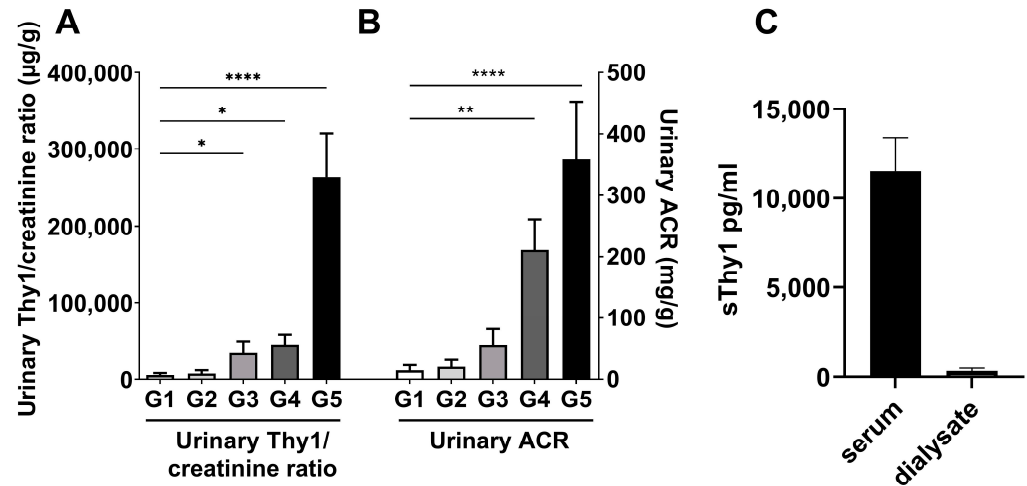 A
B
C
Urinary Thy1/creatinine ratio (µg/g)
400,000
300,000
200,000
100,000
0
****
*
*
G1 G2 G3 G4 G5
Urinary Thy1/
creatinine ratio
****
**
G1 G2 G3 G4 G5
Urinary ACR
500
400
300
200
100
0
Urinary ACR (mg/g)
sThy1 pg/ml
15,000
10,000
5,000
0
serum
dialysate